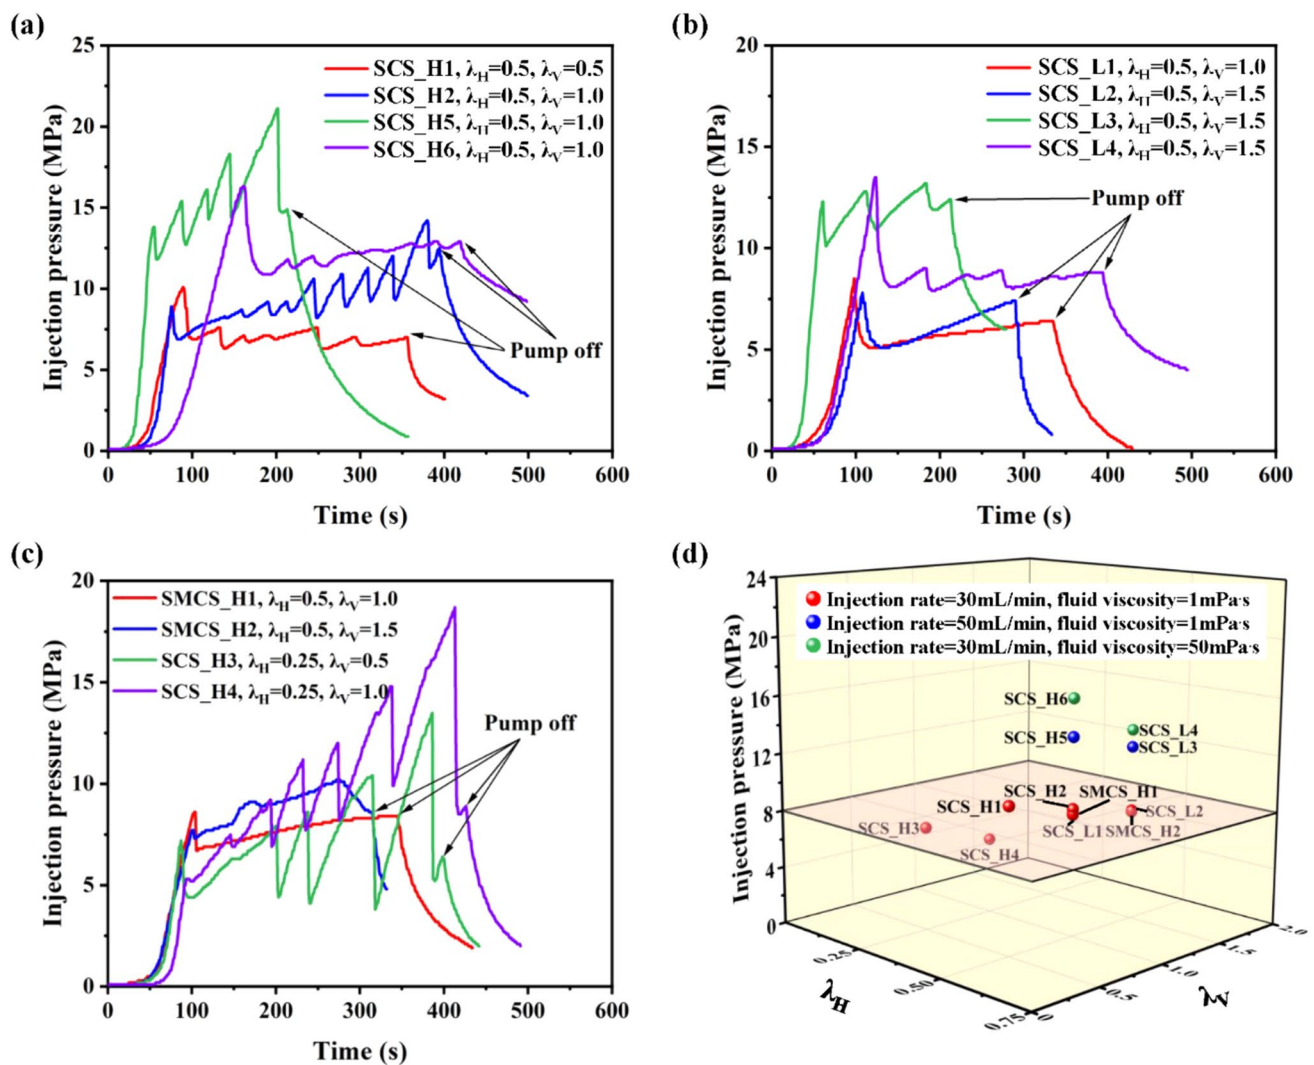 (a)
25
20
15
10
5
0
0 100 200 300 400 500 600
Injection pressure (MPa)
Time (s)
SCS_H1, λH=0.5, λV=0.5
SCS_H2, λH=0.5, λV=1.0
SCS_H5, λH=0.5, λV=1.0
SCS_H6, λH=0.5, λV=1.0
Pump off
(b)
20
15
10
5
0
0 100 200 300 400 500 600
Injection pressure (MPa)
Time (s)
SCS_L1, λH=0.5, λV=1.0
SCS_L2, λH=0.5, λV=1.5
SCS_L3, λH=0.5, λV=1.5
SCS_L4, λH=0.5, λV=1.5
Pump off
(c)
20
15
10
5
0
0 100 200 300 400 500 600
Injection pressure (MPa)
Time (s)
SMCS_H1, λH=0.5, λV=1.0
SMCS_H2, λH=0.5, λV=1.5
SCS_H3, λH=0.25, λV=0.5
SCS_H4, λH=0.25, λV=1.0
Pump off
(d)
24
20
16
12
8
4
0
Injection pressure (MPa)
Injection rate=30mL/min, fluid viscosity=1mPa·s
Injection rate=50mL/min, fluid viscosity=1mPa·s
Injection rate=30mL/min, fluid viscosity=50mPa·s
SCS_H6
SCS_L4
SCS_H5
SCS_L3
SCS_H2
SMCS_H1
SCS_H1
SCS_L2
SCS_H3
SCS_L1
SMCS_H2
SCS_H4
0.25
0.50
0.75
λH
0
0.5
1.0
1.5
2.0
λV